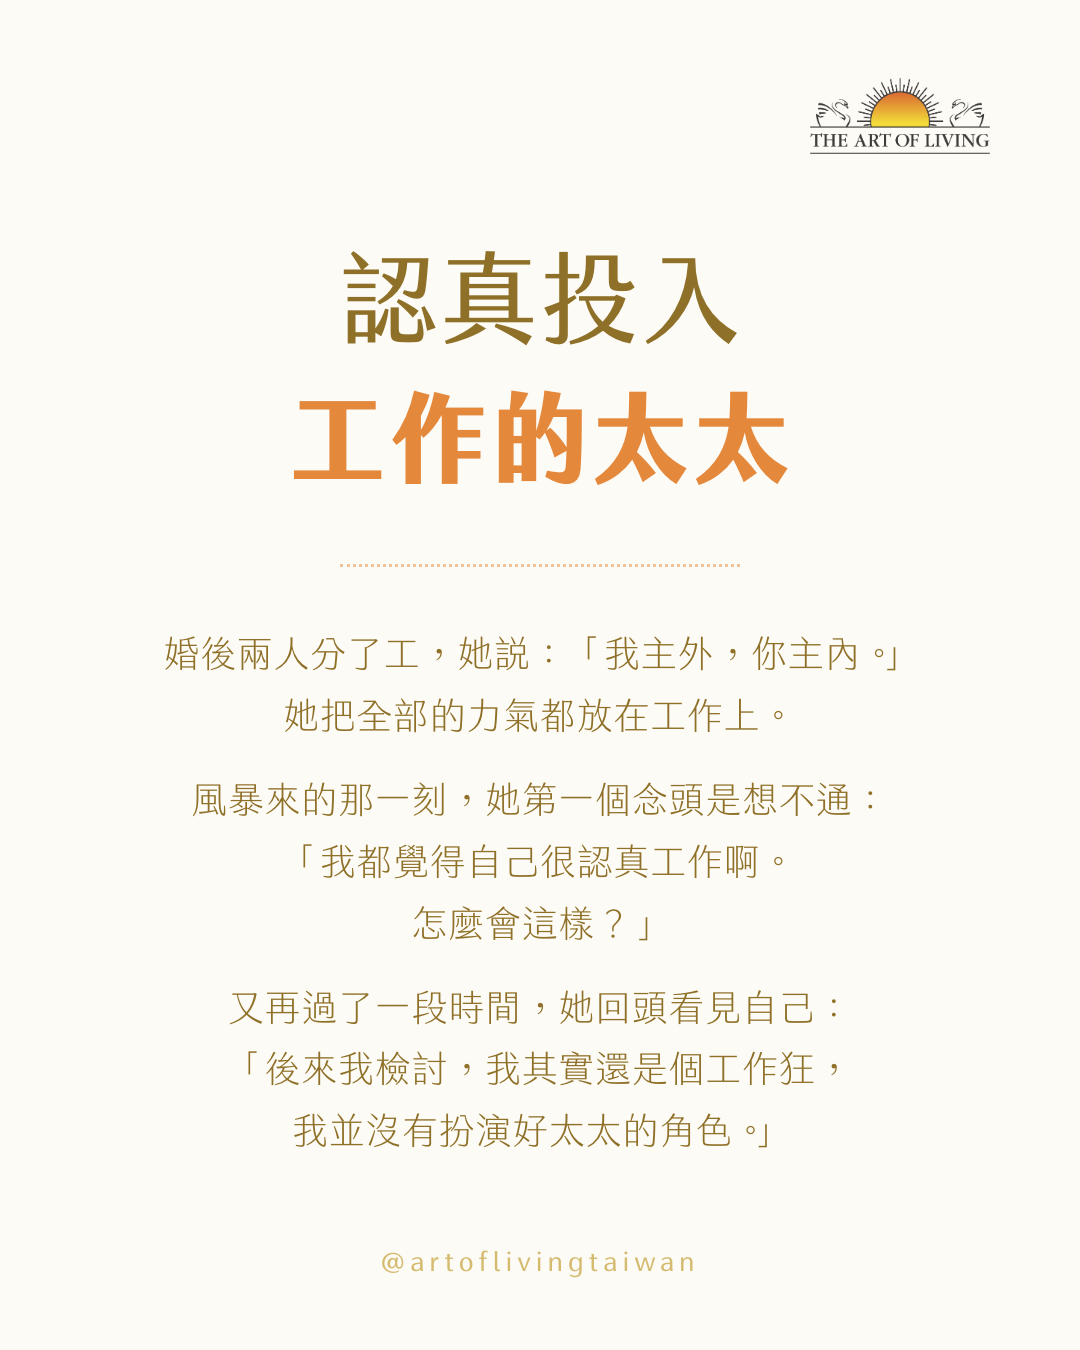 THE ART OF LIVING
認真投入
工作的太太
婚後兩人分了工，她説：「我主外，你主內。」
她把全部的力氣都放在工作上。
風暴來的那一刻，她第一個念頭是想不通：
「我都覺得自己很認真工作啊。
怎麼會這樣？」
又再過了一段時間，她回頭看見自己：
「後來我檢討，我其實還是個工作狂，
我並沒有扮演好太太的角色。」
@artoflivingtaiwan